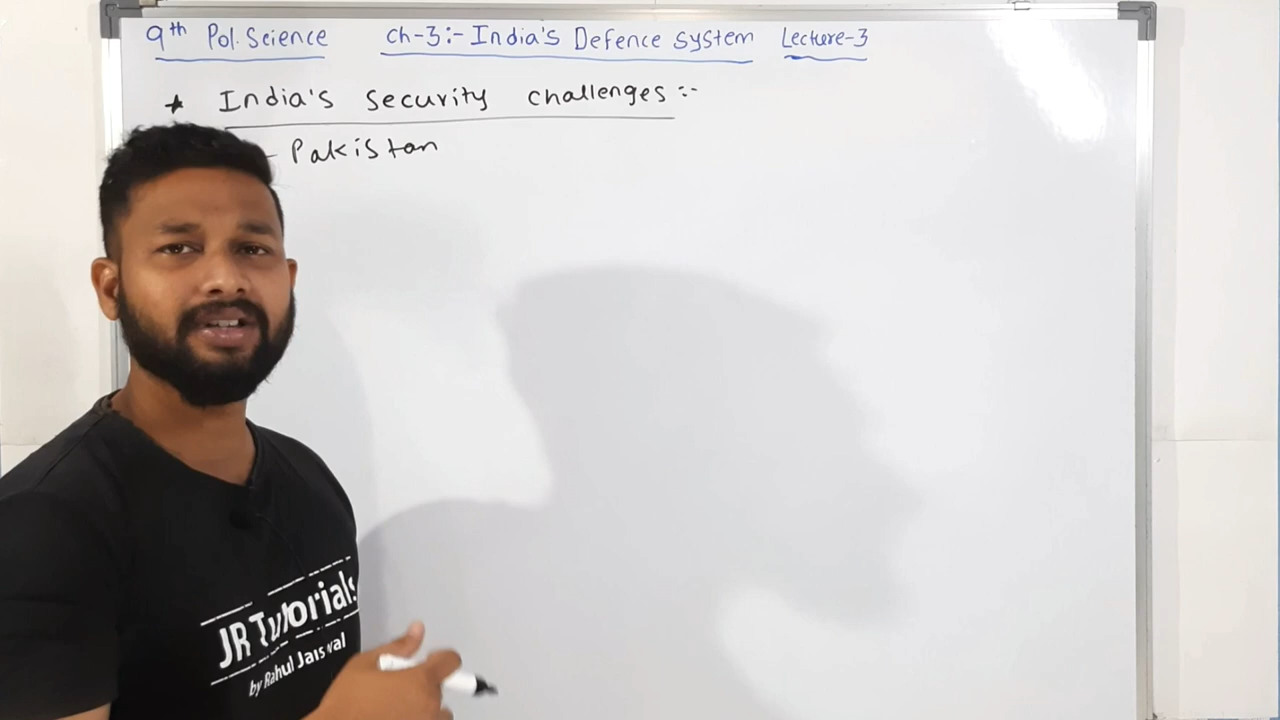 9th Pol. Science Ch-3:- India's Defence system Lecture-3
* India's security challenges :-
- Pakistan
JR Tutorials
by Rahul Jaiswal